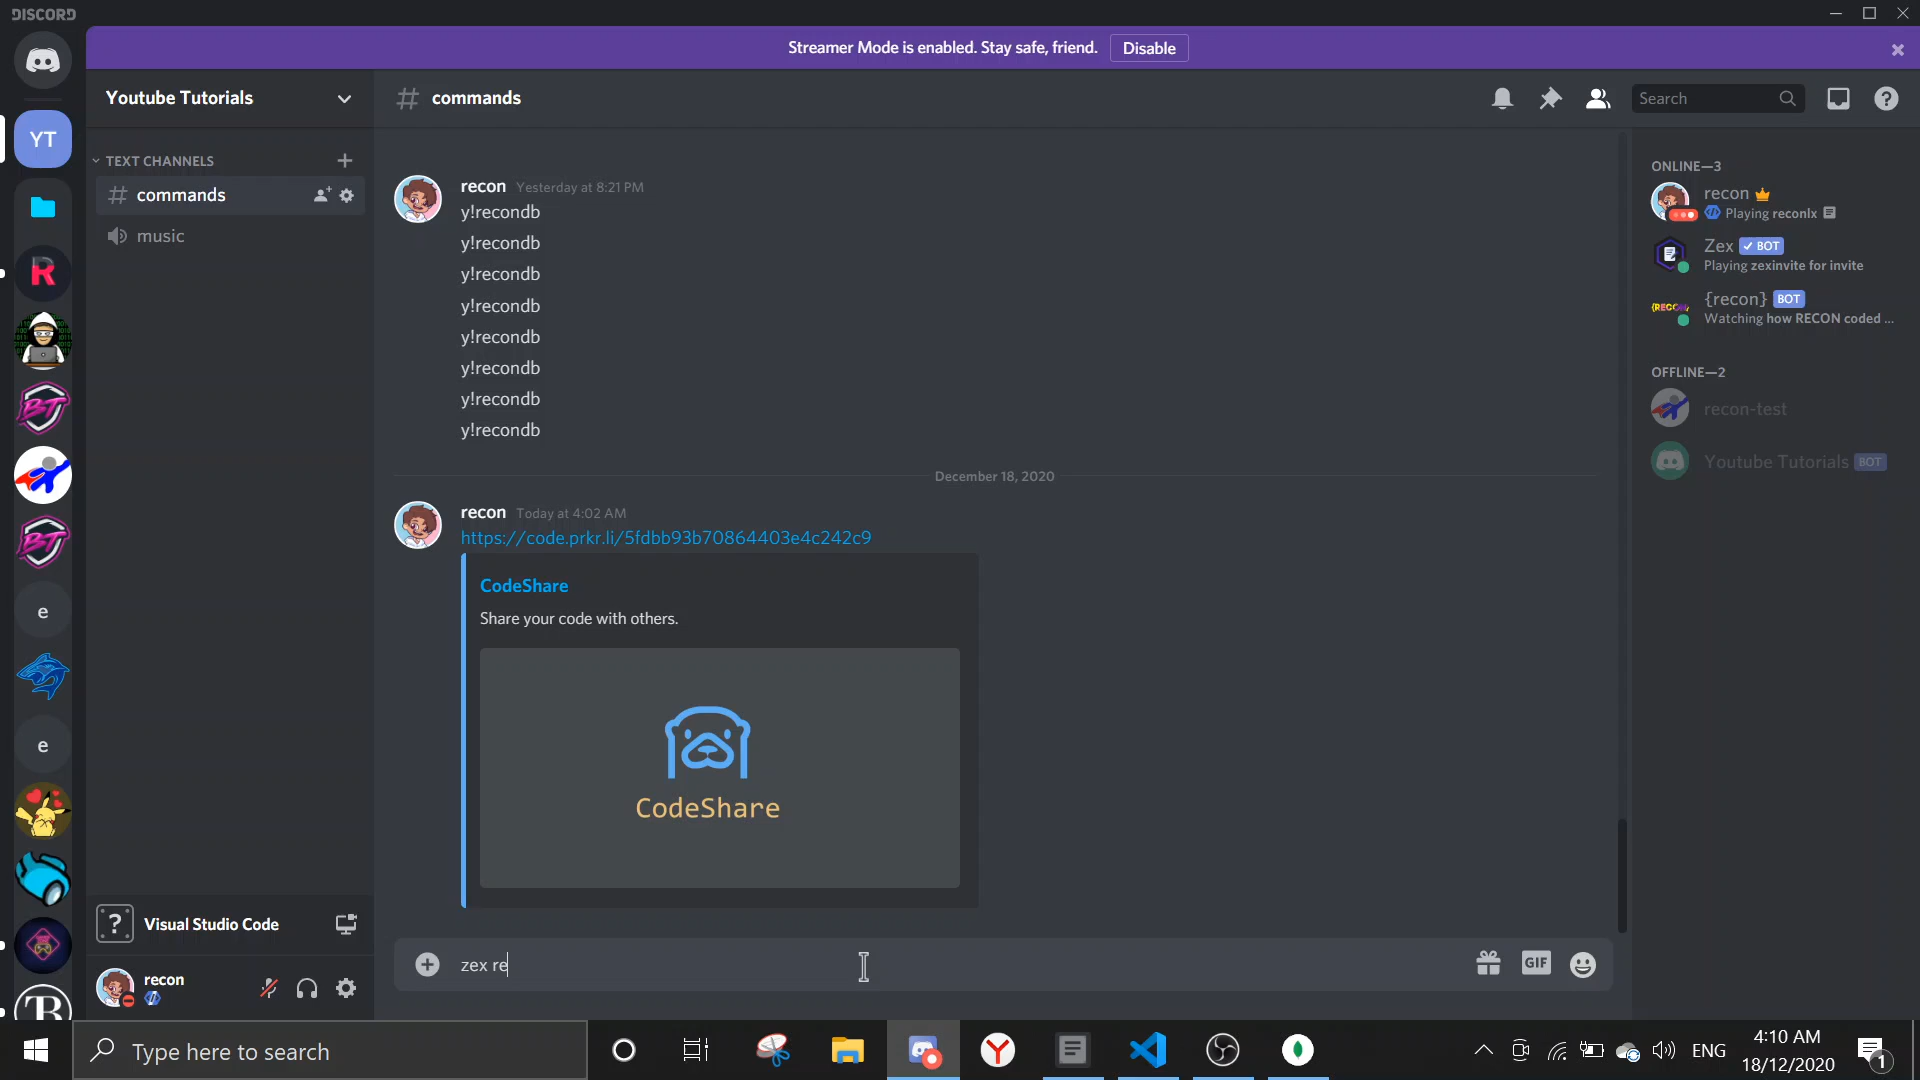 DISCORD
Streamer Mode is enabled. Stay safe, friend.
Disable
Youtube Tutorials
commands
Search
YT
TEXT CHANNELS
commands
music
R
e
e
recon Yesterday at 8:21 PM
y!recondb
y!recondb
y!recondb
y!recondb
y!recondb
y!recondb
y!recondb
y!recondb
December 18, 2020
recon Today at 4:02 AM
https://code.prkr.li/5fdbb93b70864403e4c242c9
CodeShare
Share your code with others.
CodeShare
ONLINE—3
recon
Playing reconlx
Zex BOT
Playing zexinvite for invite
{recon} BOT
Watching how RECON coded ...
OFFLINE—2
recon-test
Youtube Tutorials BOT
Visual Studio Code
recon
zex re
GIF
Type here to search
ENG
4:10 AM
18/12/2020
1